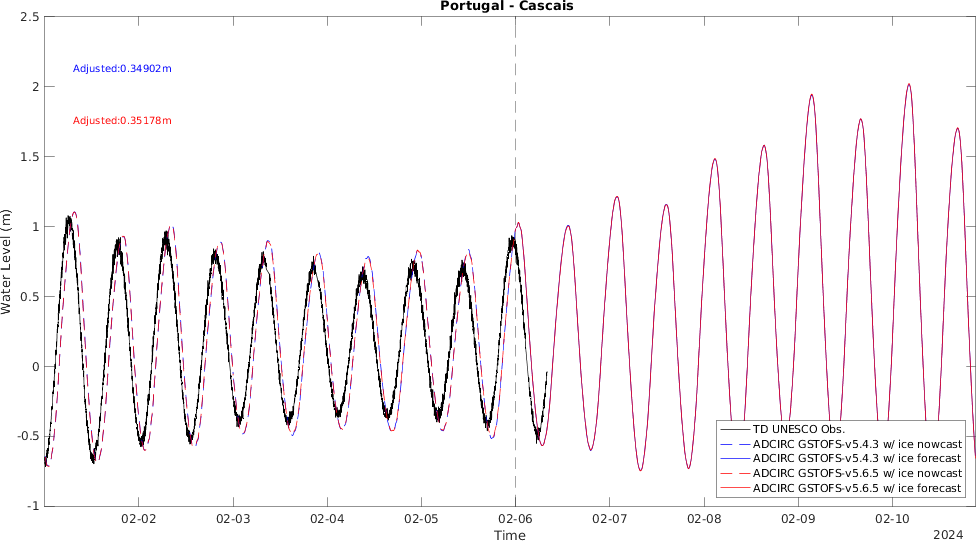 Portugal - Cascais
2.5
2
1.5
1
0.5
0
-0.5
-1
Water Level (m)
Adjusted:0.34902m
Adjusted:0.35178m
TD UNESCO Obs.
ADCIRC GSTOFS-v5.4.3 w/ ice nowcast
ADCIRC GSTOFS-v5.4.3 w/ ice forecast
ADCIRC GSTOFS-v5.6.5 w/ ice nowcast
ADCIRC GSTOFS-v5.6.5 w/ ice forecast
02-02 02-03 02-04 02-05 02-06 02-07 02-08 02-09 02-10
Time
2024